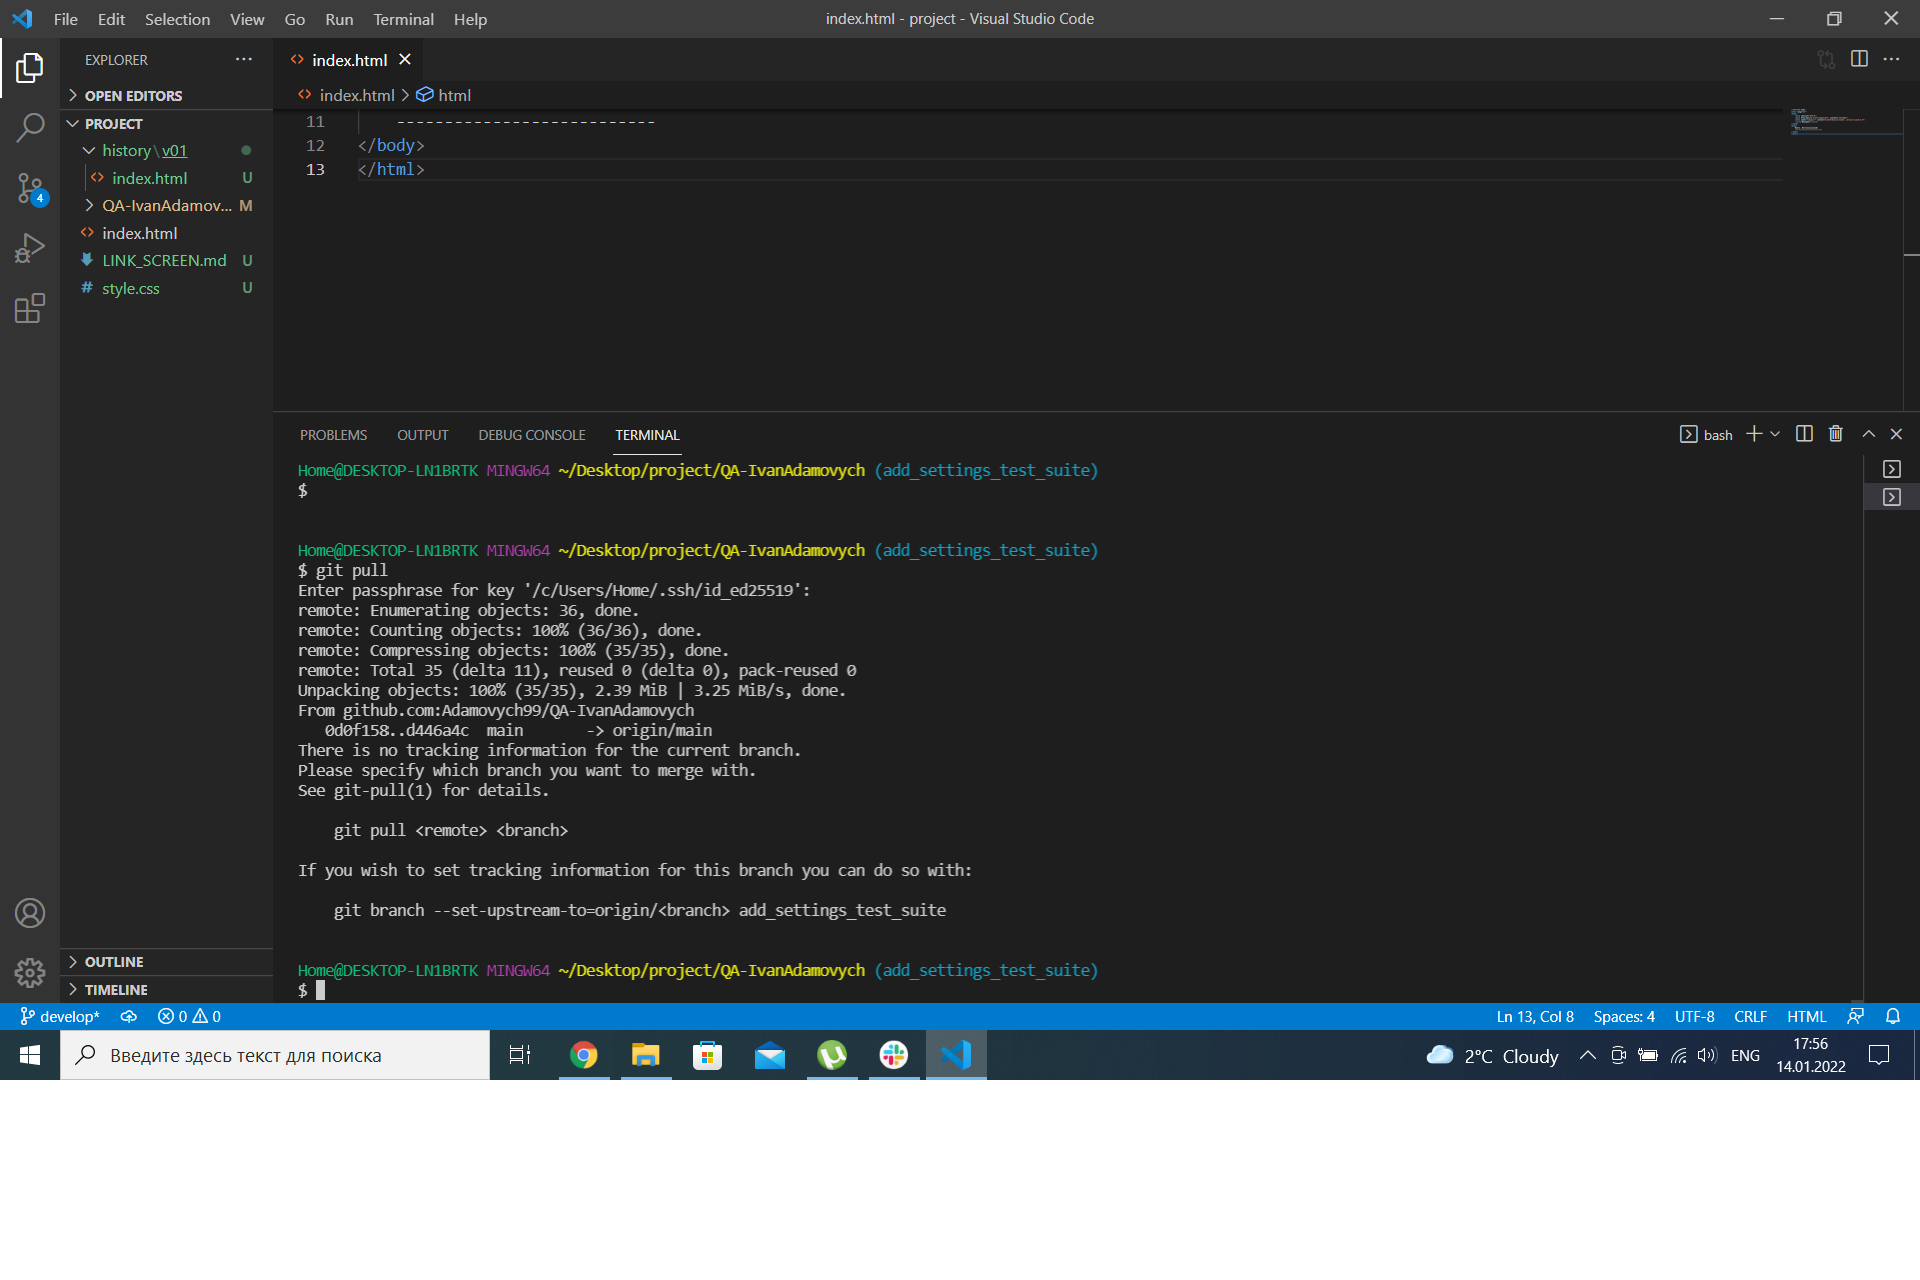 File Edit Selection View Go Run Terminal Help
index.html - project - Visual Studio Code
EXPLORER
index.html
OPEN EDITORS
index.html > html
PROJECT
history\v01
index.html U
QA-IvanAdamov... M
index.html
LINK_SCREEN.md U
style.css U
4
11 ---------------------------
12 </body>
13 </html>
PROBLEMS OUTPUT DEBUG CONSOLE TERMINAL
bash
Home@DESKTOP-LN1BRTK MINGW64 ~/Desktop/project/QA-IvanAdamovych (add_settings_test_suite)
$
Home@DESKTOP-LN1BRTK MINGW64 ~/Desktop/project/QA-IvanAdamovych (add_settings_test_suite)
$ git pull
Enter passphrase for key '/c/Users/Home/.ssh/id_ed25519':
remote: Enumerating objects: 36, done.
remote: Counting objects: 100% (36/36), done.
remote: Compressing objects: 100% (35/35), done.
remote: Total 35 (delta 11), reused 0 (delta 0), pack-reused 0
Unpacking objects: 100% (35/35), 2.39 MiB | 3.25 MiB/s, done.
From github.com:Adamovych99/QA-IvanAdamovych
0d0f158..d446a4c main -> origin/main
There is no tracking information for the current branch.
Please specify which branch you want to merge with.
See git-pull(1) for details.
git pull <remote> <branch>
If you wish to set tracking information for this branch you can do so with:
git branch --set-upstream-to=origin/<branch> add_settings_test_suite
Home@DESKTOP-LN1BRTK MINGW64 ~/Desktop/project/QA-IvanAdamovych (add_settings_test_suite)
$
OUTLINE
TIMELINE
develop* 0 0
Ln 13, Col 8 Spaces: 4 UTF-8 CRLF HTML
Введите здесь текст для поиска
2°C Cloudy
ENG
17:56
14.01.2022